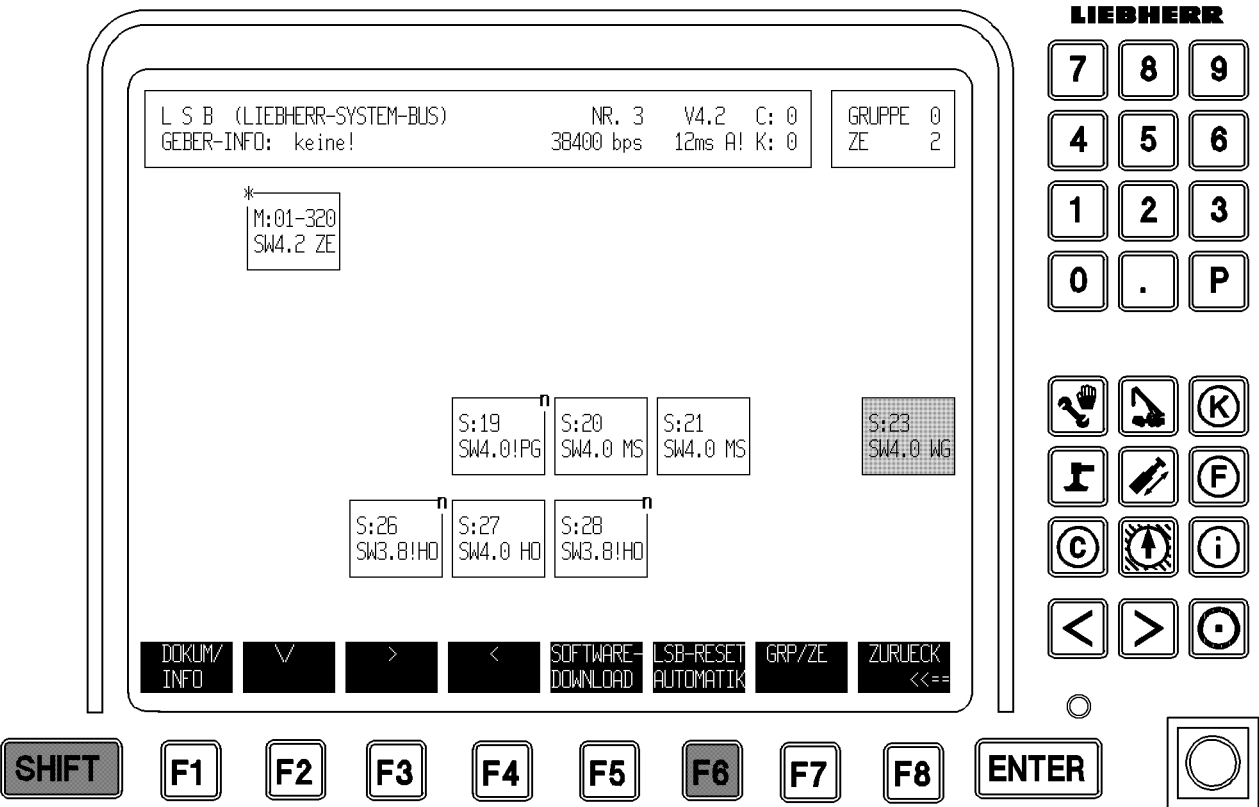 LIEBHERR
L S B (LIEBHERR-SYSTEM-BUS) NR. 3 V4.2 C: 0
GEBER-INFO: keine! 38400 bps 12ms A! K: 0
GRUPPE 0
ZE 2
*
M:01-320
SW4.2 ZE
n
S:19
SW4.0!PG
S:20
SW4.0 MS
S:21
SW4.0 MS
S:23
SW4.0 WG
n
S:26
SW3.8!HO
S:27
SW4.0 HO
n
S:28
SW3.8!HO
DOKUM/
INFO
\/
>
<
SOFTWARE-
DOWNLOAD
LSB-RESET
AUTOMATIK
GRP/ZE
ZURUECK
<<==
7 8 9
4 5 6
1 2 3
0 . P
K
F
C i
< >
SHIFT F1 F2 F3 F4 F5 F6 F7 F8 ENTER